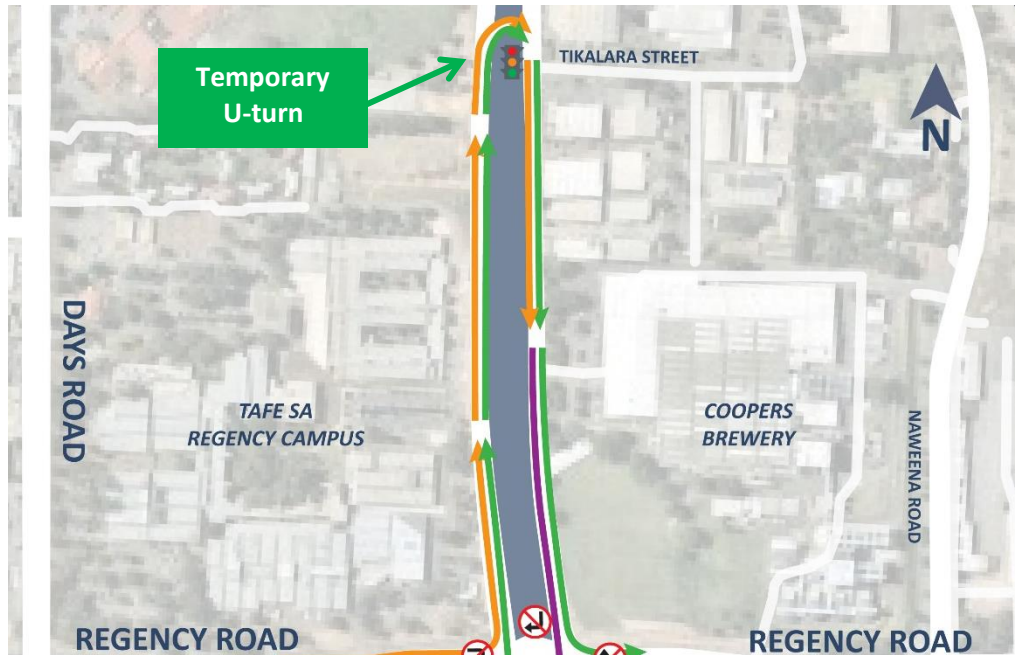 Temporary
U-turn
TIKALARA STREET
N
DAYS ROAD
TAFE SA
REGENCY CAMPUS
COOPERS
BREWERY
NAWEENA ROAD
REGENCY ROAD
REGENCY ROAD